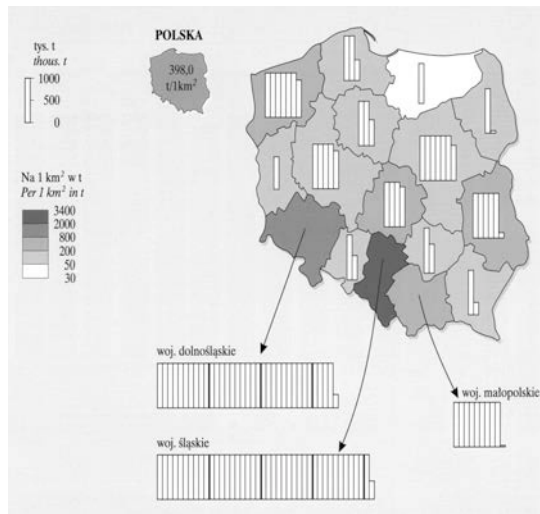 POLSKA
398,0
t/1km²
tys. t
thous. t
1000
500
0
Na 1 km² w t
Per 1 km² in t
3400
2000
800
200
50
30
woj. dolnośląskie
woj. małopolskie
woj. śląskie